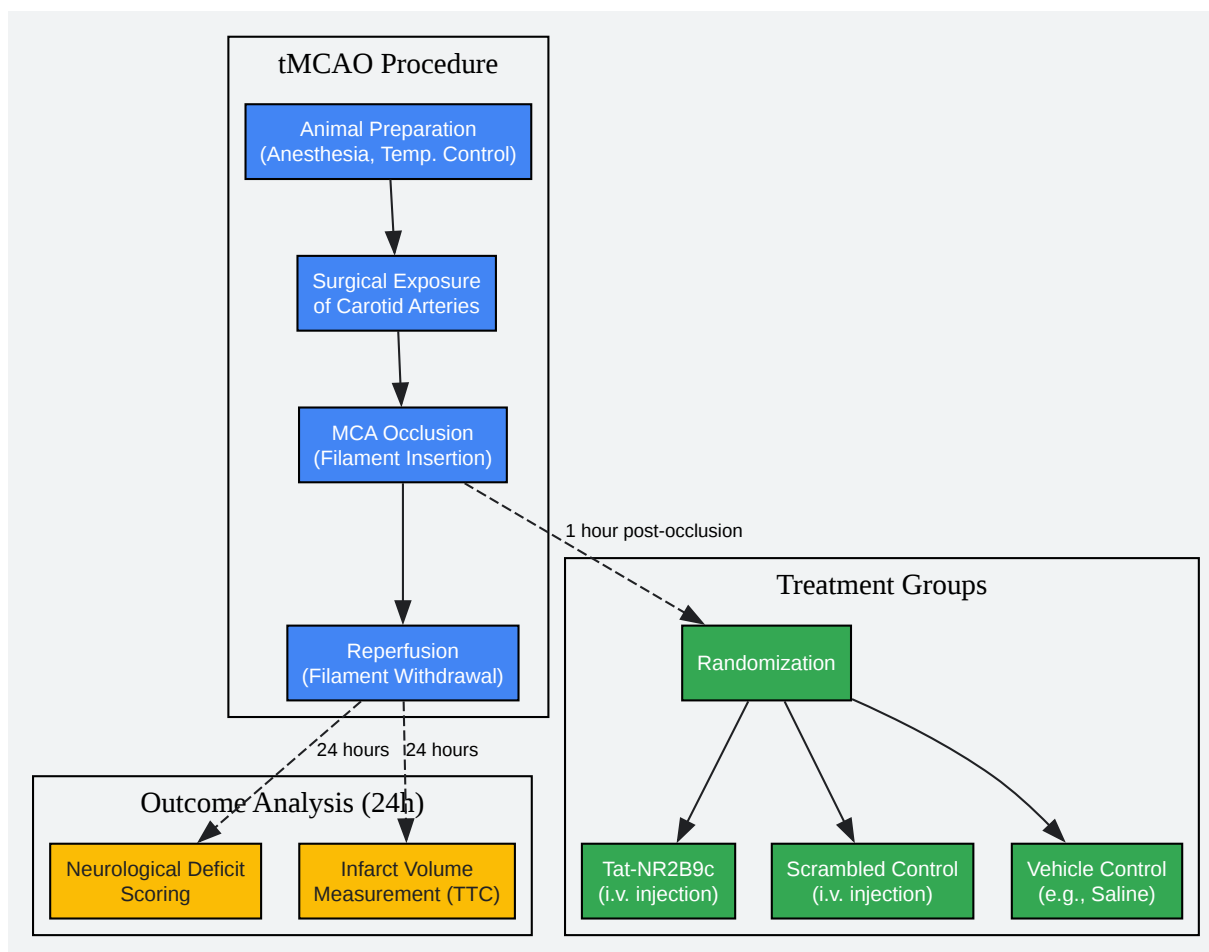 tMCAO Procedure
Animal Preparation
(Anesthesia, Temp. Control)
Surgical Exposure
of Carotid Arteries
MCA Occlusion
(Filament Insertion)
1 hour post-occlusion
Reperfusion
(Filament Withdrawal)
24 hours
24 hours
Outcome Analysis (24h)
Neurological Deficit
Scoring
Infarct Volume
Measurement (TTC)
Treatment Groups
Randomization
Tat-NR2B9c
(i.v. injection)
Scrambled Control
(i.v. injection)
Vehicle Control
(e.g., Saline)